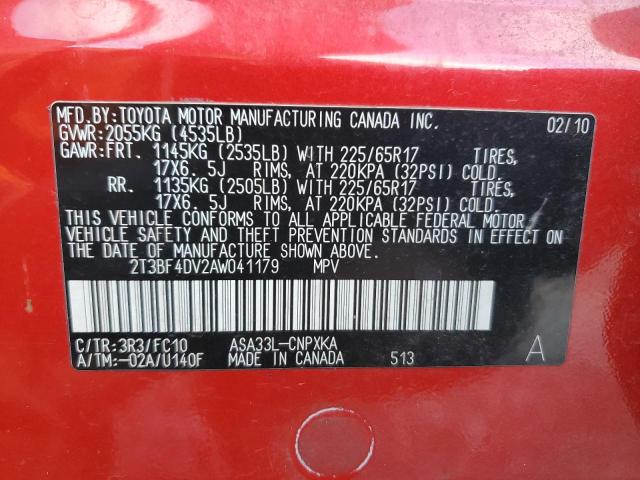 MFD.BY:TOYOTA MOTOR MANUFACTURING CANADA INC. 02/10
GVWR:2055KG (4535LB)
GAWR:FRT. 1145KG (2535LB) WITH 225/65R17 TIRES,
17X6.5J RIMS, AT 220KPA (32PSI) COLD.
RR. 1135KG (2505LB) WITH 225/65R17 TIRES,
17X6.5J RIMS, AT 220KPA (32PSI) COLD.
THIS VEHICLE CONFORMS TO ALL APPLICABLE FEDERAL MOTOR
VEHICLE SAFETY AND THEFT PREVENTION STANDARDS IN EFFECT ON
THE DATE OF MANUFACTURE SHOWN ABOVE.
2T3BF4DV2AW041179 MPV
C/TR:3R3/FC10 ASA33L-CNPXKA
A/TM:-02A/U140F MADE IN CANADA 513 A